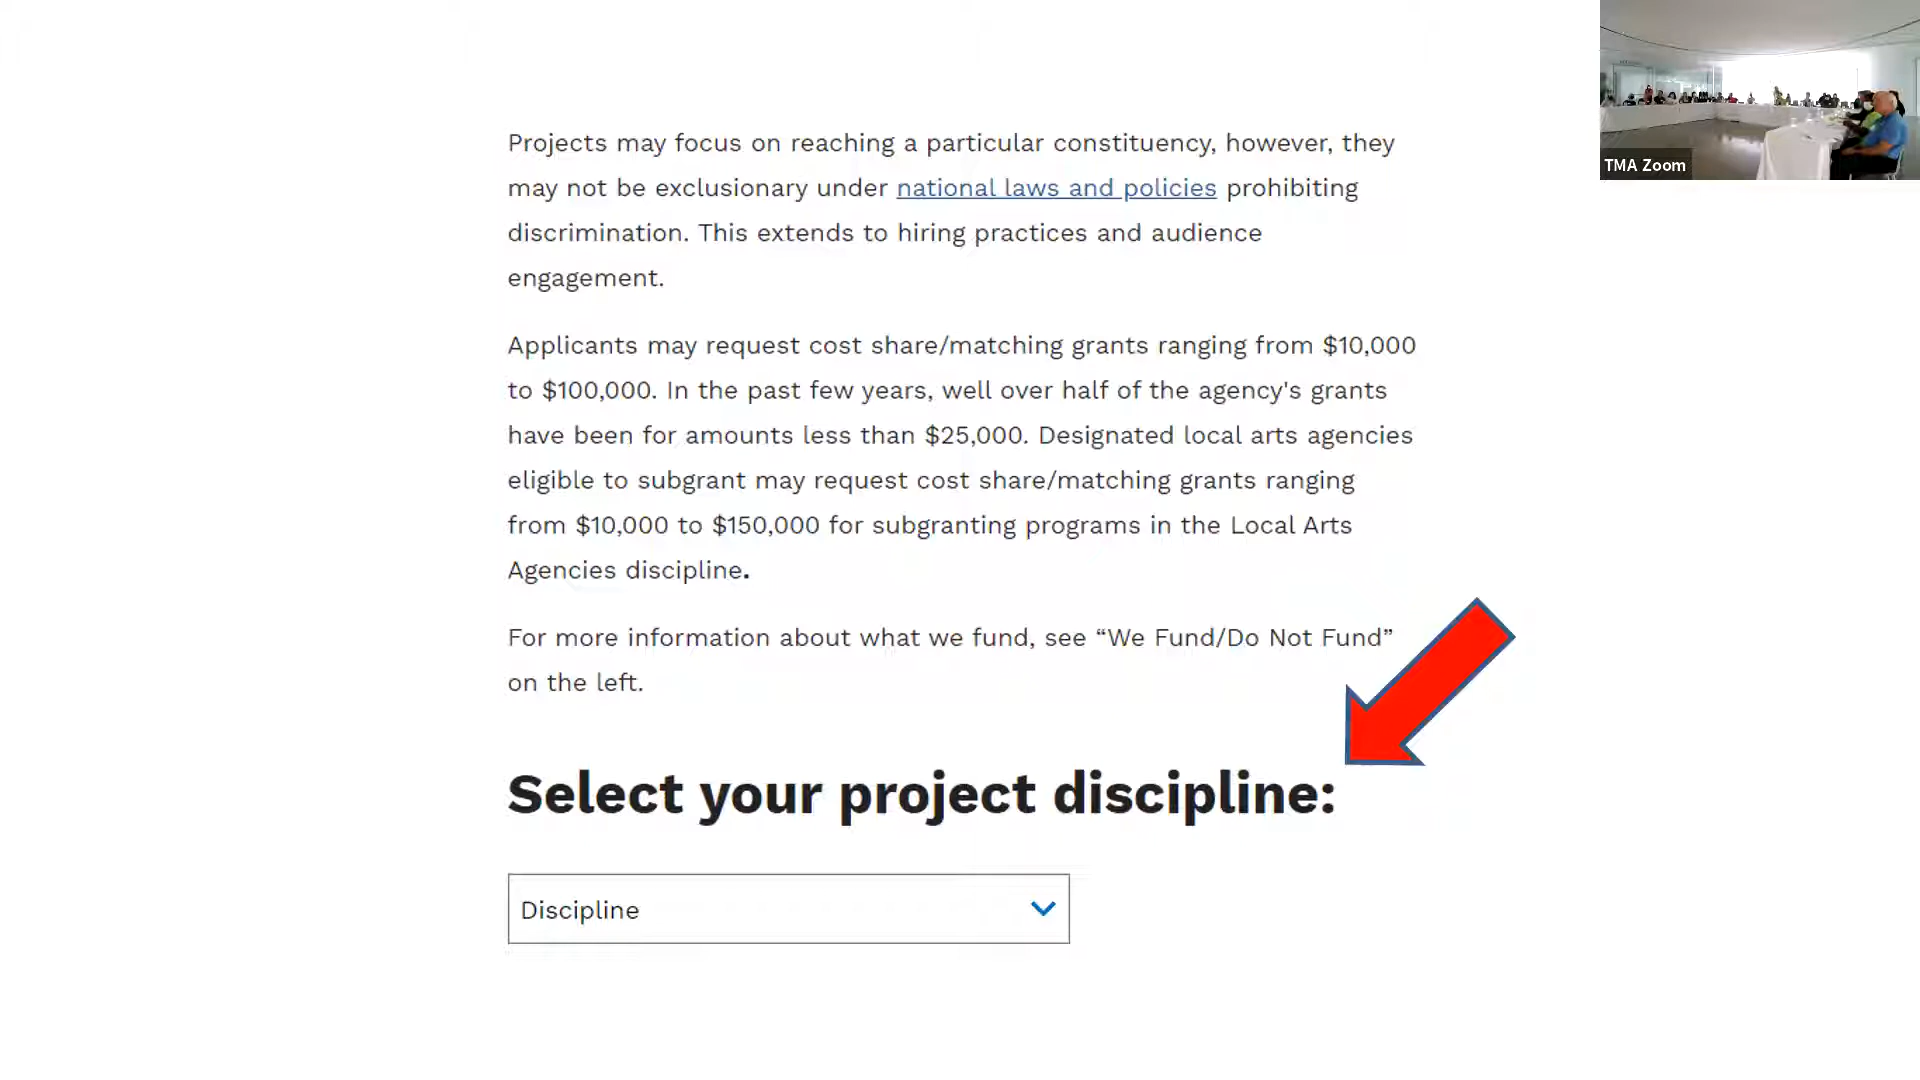 Projects may focus on reaching a particular constituency, however, they
may not be exclusionary under national laws and policies prohibiting
discrimination. This extends to hiring practices and audience
engagement.
Applicants may request cost share/matching grants ranging from $10,000
to $100,000. In the past few years, well over half of the agency's grants
have been for amounts less than $25,000. Designated local arts agencies
eligible to subgrant may request cost share/matching grants ranging
from $10,000 to $150,000 for subgranting programs in the Local Arts
Agencies discipline.
For more information about what we fund, see “We Fund/Do Not Fund”
on the left.
Select your project discipline:
Discipline
TMA Zoom